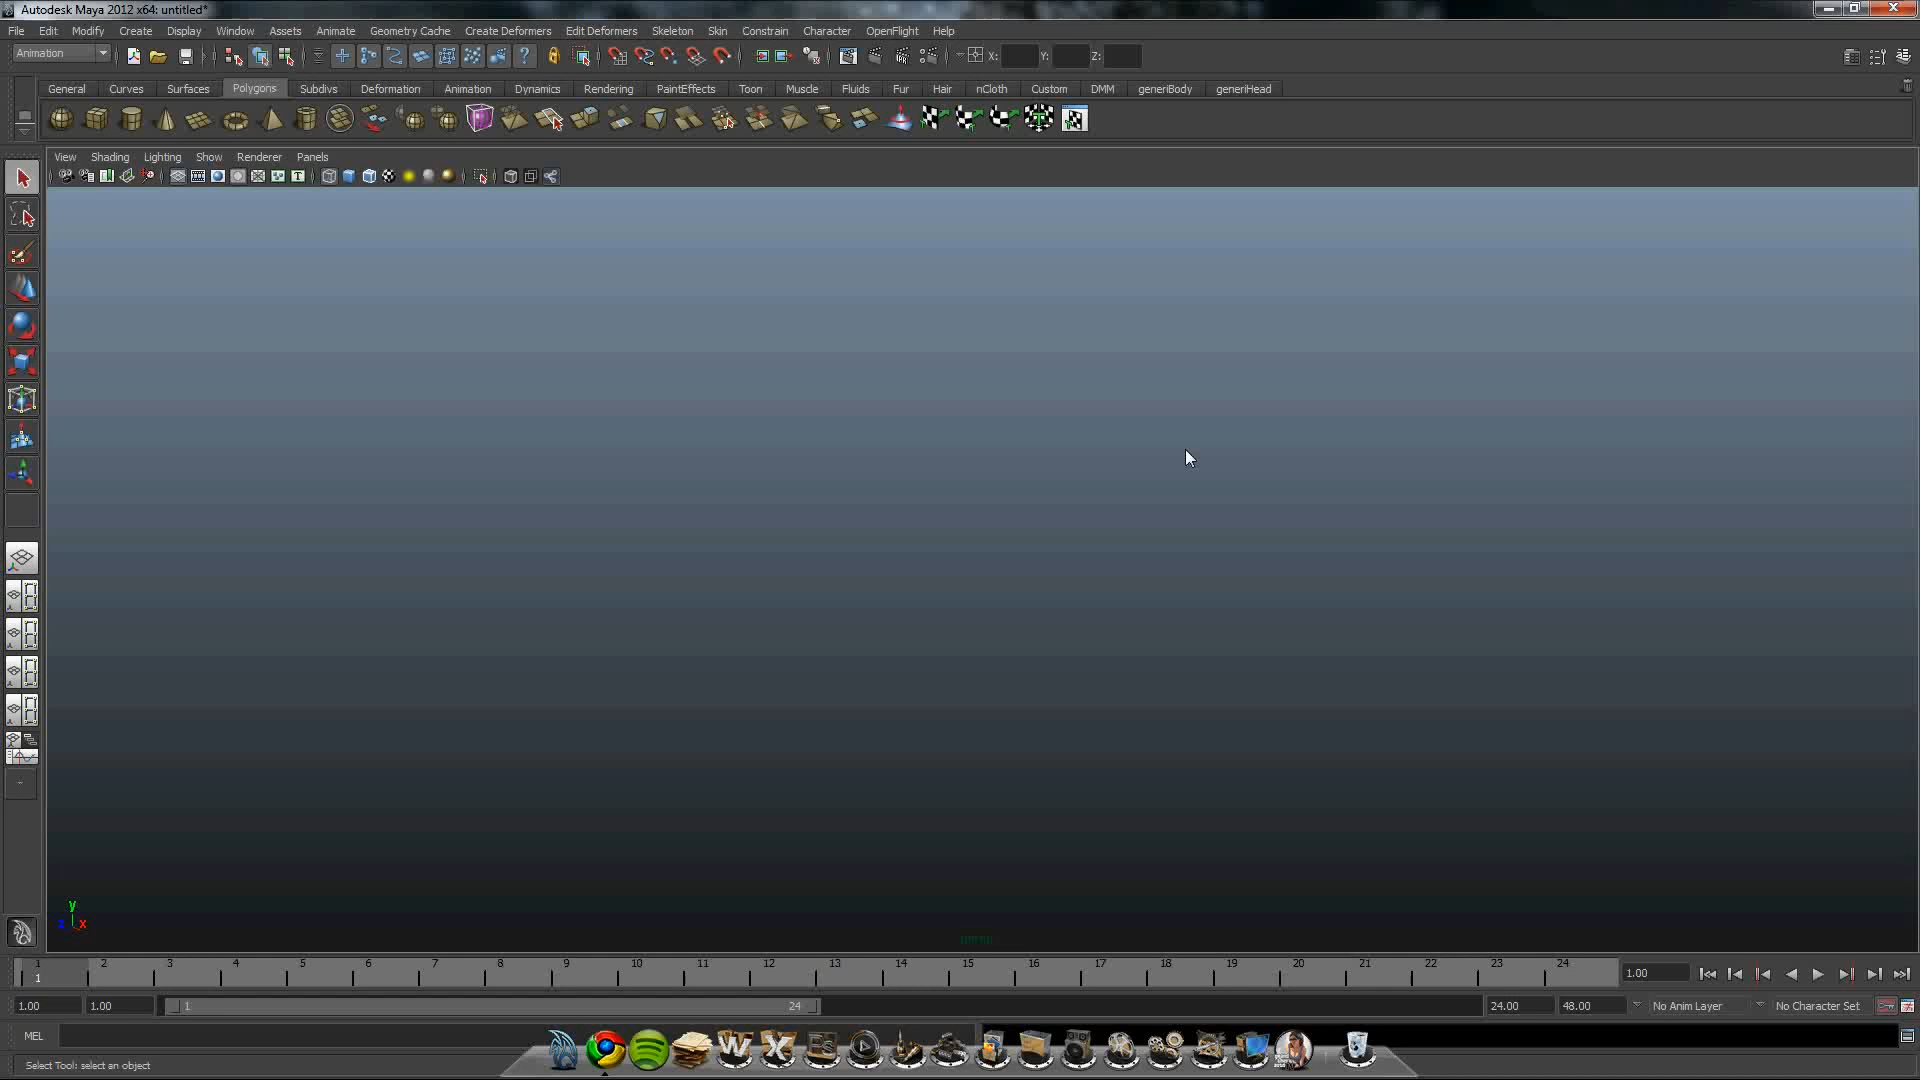 Autodesk Maya 2012 x64: untitled*
File Edit Modify Create Display Window Assets Animate Geometry Cache Create Deformers Edit Deformers Skeleton Skin Constrain Character OpenFlight Help
Animation X: Y: Z:
General Curves Surfaces Polygons Subdivs Deformation Animation Dynamics Rendering PaintEffects Toon Muscle Fluids Fur Hair nCloth Custom DMM generiBody generiHead
View Shading Lighting Show Renderer Panels
y
z x
persp
1 2 3 4 5 6 7 8 9 10 11 12 13 14 15 16 17 18 19 20 21 22 23 24
1 1.00
1.00 1.00 1 24 24.00 48.00 No Anim Layer No Character Set
MEL
Select Tool: select an object